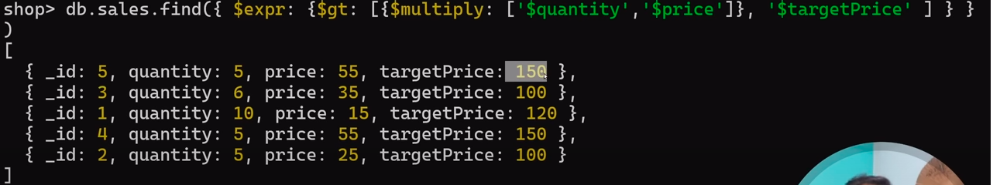 shop> db.sales.find({ $expr: {$gt: [{$multiply: ['$quantity','$price']}, '$targetPrice' ] } }
)
[
  { _id: 5, quantity: 5, price: 55, targetPrice: 150 },
  { _id: 3, quantity: 6, price: 35, targetPrice: 100 },
  { _id: 1, quantity: 10, price: 15, targetPrice: 120 },
  { _id: 4, quantity: 5, price: 55, targetPrice: 150 },
  { _id: 2, quantity: 5, price: 25, targetPrice: 100 }
]